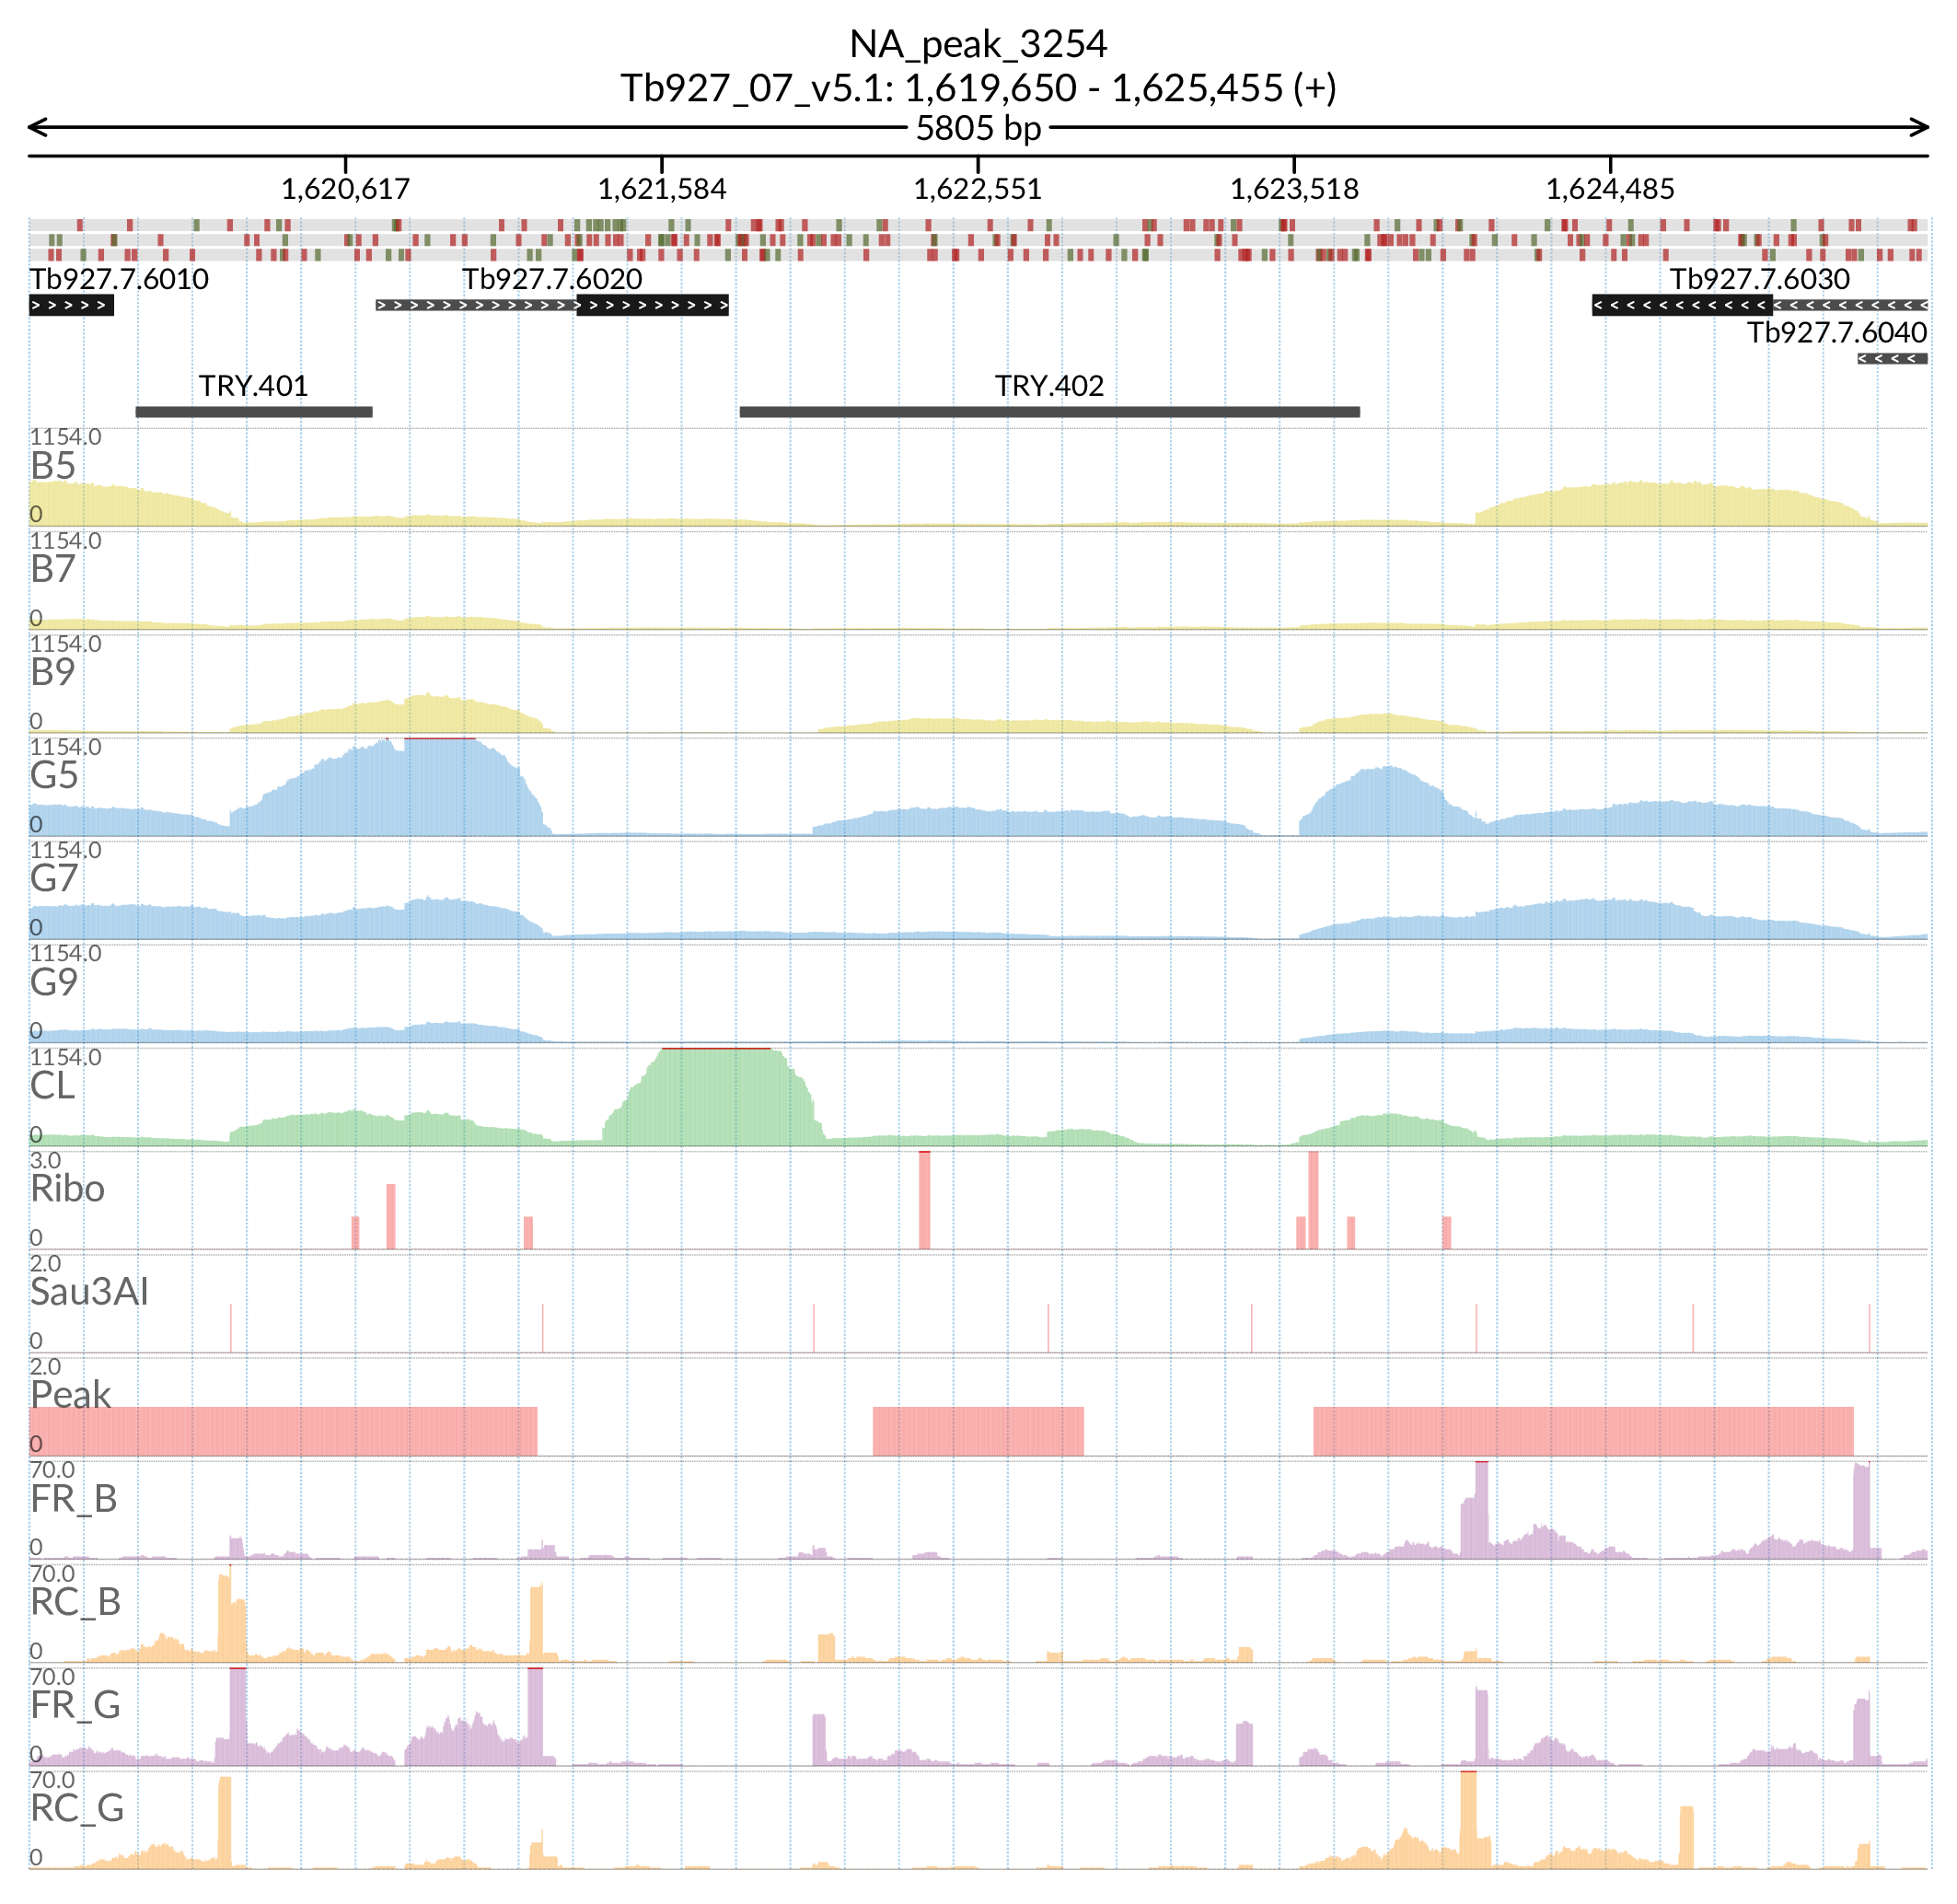 NA_peak_3254
Tb927_07_v5.1: 1,619,650 - 1,625,455 (+)
5805 bp
1,620,617 1,621,584 1,622,551 1,623,518 1,624,485
Tb927.7.6010 Tb927.7.6020 Tb927.7.6030
Tb927.7.6040
TRY.401 TRY.402
1154.0
B5
0
1154.0
B7
0
1154.0
B9
0
1154.0
G5
0
1154.0
G7
0
1154.0
G9
0
1154.0
CL
0
3.0
Ribo
0
2.0
Sau3AI
0
2.0
Peak
0
70.0
FR_B
0
70.0
RC_B
0
70.0
FR_G
0
70.0
RC_G
0